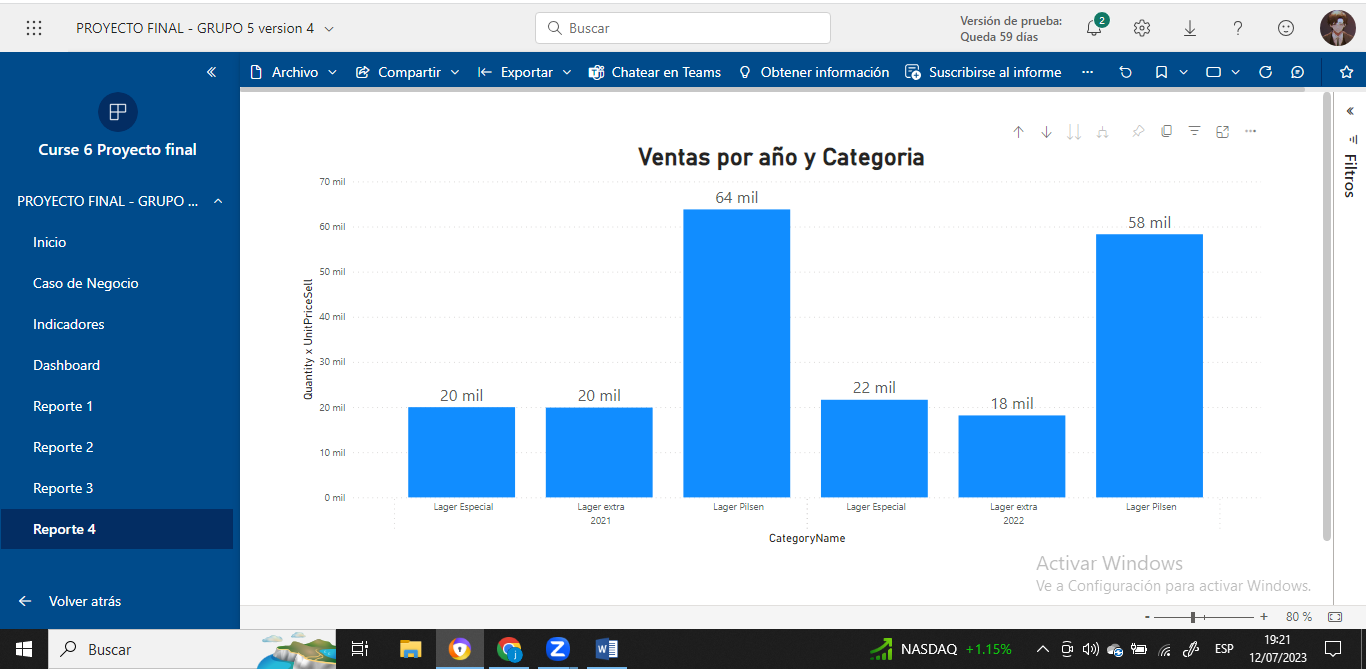 PROYECTO FINAL - GRUPO 5 version 4
Buscar
Versión de prueba:
Queda 59 días
2
Archivo
Compartir
Exportar
Chatear en Teams
Obtener información
Suscribirse al informe
Curse 6 Proyecto final
PROYECTO FINAL - GRUPO ...
Inicio
Caso de Negocio
Indicadores
Dashboard
Reporte 1
Reporte 2
Reporte 3
Reporte 4
Volver atrás
Ventas por año y Categoria
Quantity x UnitPriceSell
70 mil
60 mil
50 mil
40 mil
30 mil
20 mil
10 mil
0 mil
20 mil
20 mil
64 mil
22 mil
18 mil
58 mil
Lager Especial
Lager extra
Lager Pilsen
Lager Especial
Lager extra
Lager Pilsen
2021
2022
CategoryName
Filtros
Activar Windows
Ve a Configuración para activar Windows.
- + 80 %
Buscar
NASDAQ +1.15%
ESP
19:21
12/07/2023